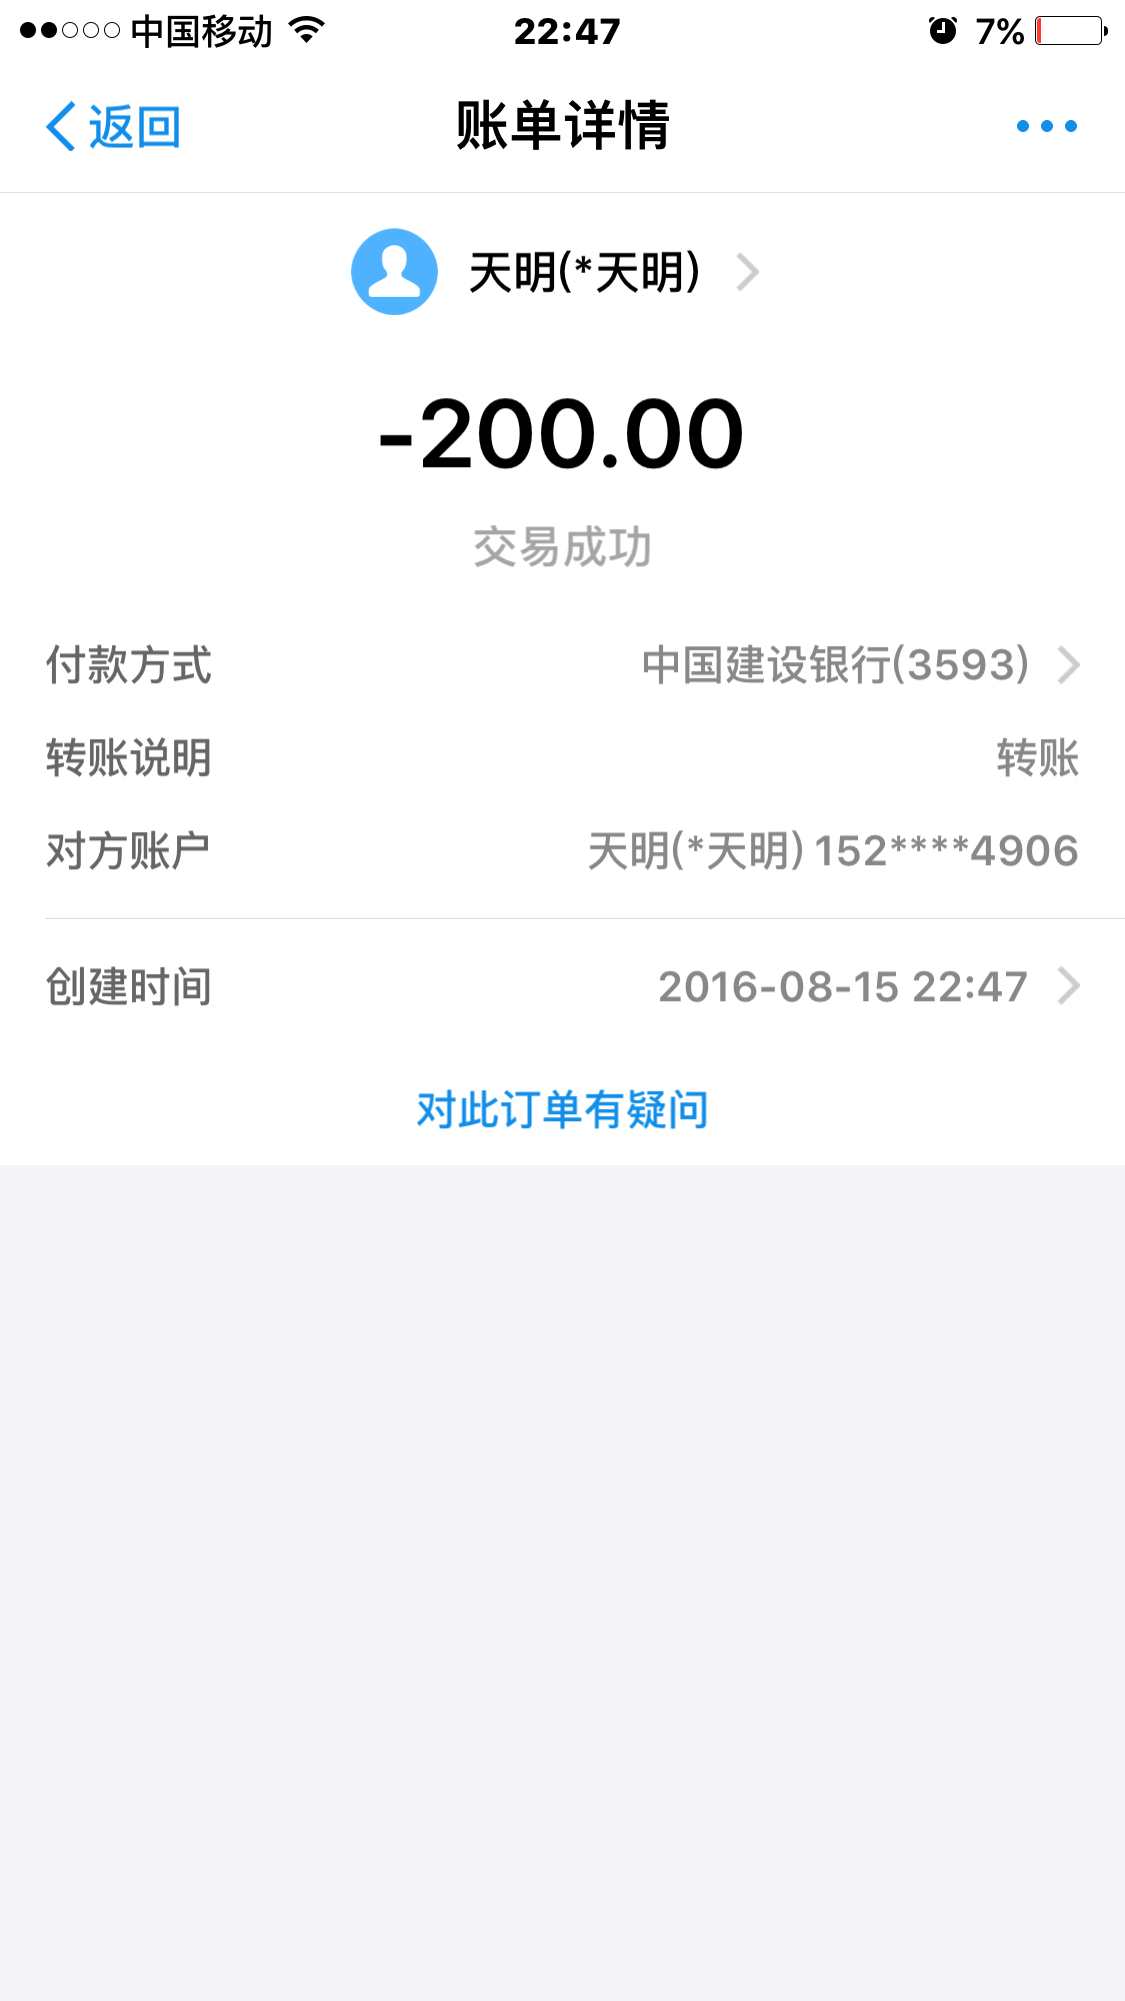 中国移动 22:47 7%
返回 账单详情
天明(*天明)
-200.00
交易成功
付款方式 中国建设银行(3593)
转账说明 转账
对方账户 天明(*天明) 152****4906
创建时间 2016-08-15 22:47
对此订单有疑问